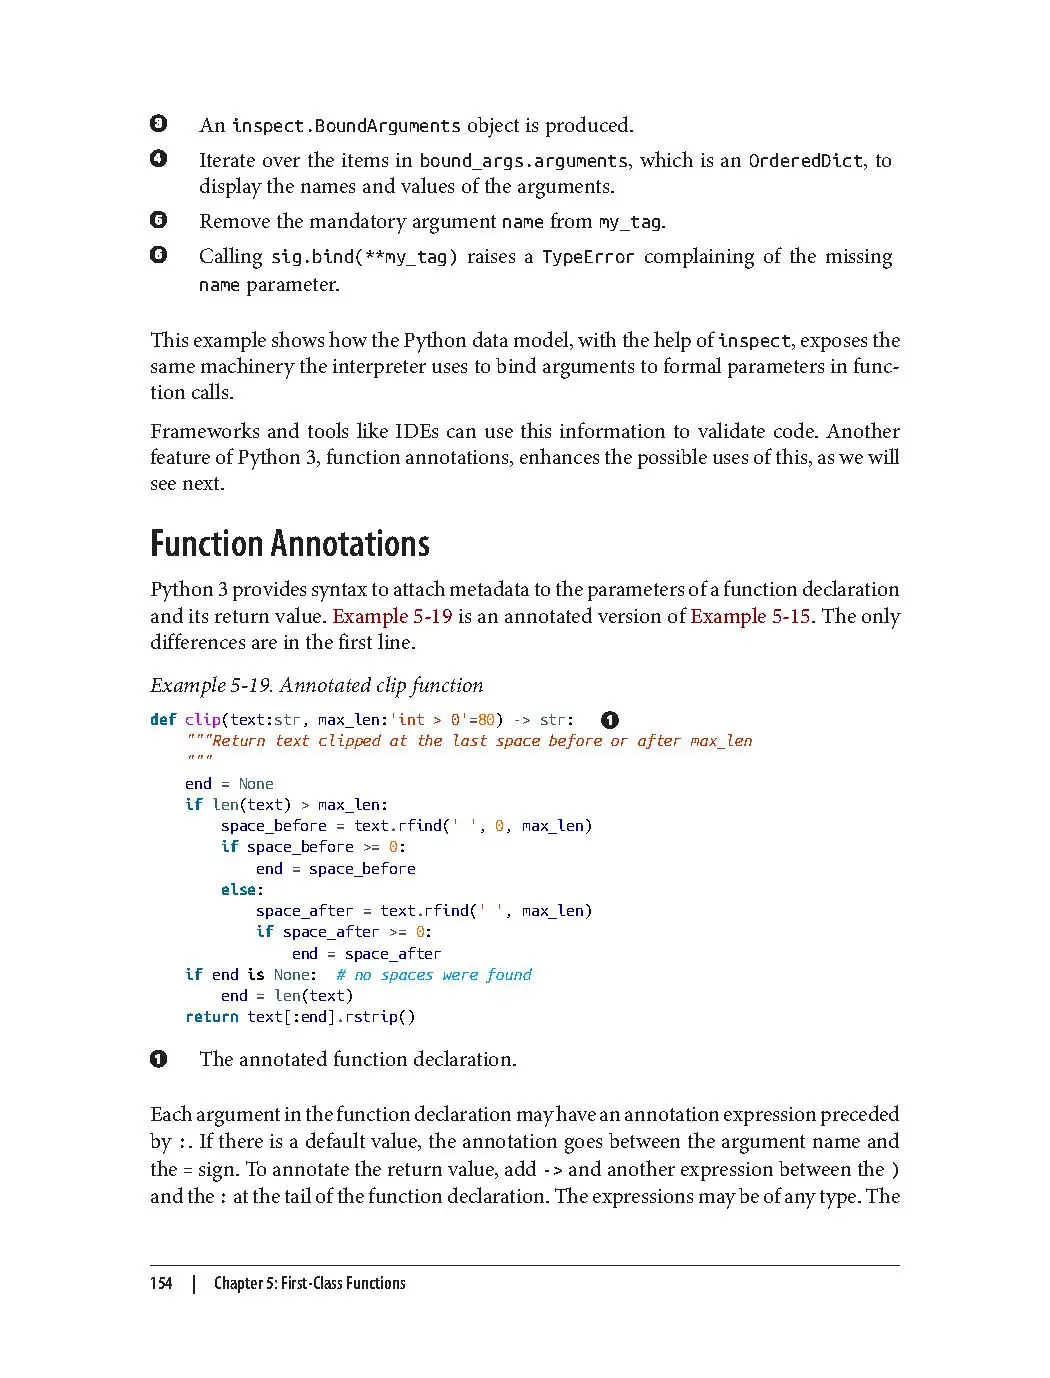 ❸ An inspect.BoundArguments object is produced.
❹ Iterate over the items in bound_args.arguments, which is an OrderedDict, to
display the names and values of the arguments.
❺ Remove the mandatory argument name from my_tag.
❻ Calling sig.bind(**my_tag) raises a TypeError complaining of the missing
name parameter.
This example shows how the Python data model, with the help of inspect, exposes the
same machinery the interpreter uses to bind arguments to formal parameters in func-
tion calls.
Frameworks and tools like IDEs can use this information to validate code. Another
feature of Python 3, function annotations, enhances the possible uses of this, as we will
see next.
Function Annotations
Python 3 provides syntax to attach metadata to the parameters of a function declaration
and its return value. Example 5-19 is an annotated version of Example 5-15. The only
differences are in the first line.
Example 5-19. Annotated clip function
def clip(text:str, max_len:'int > 0'=80) -> str: ❶
    """Return text clipped at the last space before or after max_len
    """
    end = None
    if len(text) > max_len:
        space_before = text.rfind(' ', 0, max_len)
        if space_before >= 0:
            end = space_before
        else:
            space_after = text.rfind(' ', max_len)
            if space_after >= 0:
                end = space_after
    if end is None:  # no spaces were found
        end = len(text)
    return text[:end].rstrip()
❶ The annotated function declaration.
Each argument in the function declaration may have an annotation expression preceded
by :. If there is a default value, the annotation goes between the argument name and
the = sign. To annotate the return value, add -> and another expression between the )
and the : at the tail of the function declaration. The expressions may be of any type. The
154 | Chapter 5: First-Class Functions